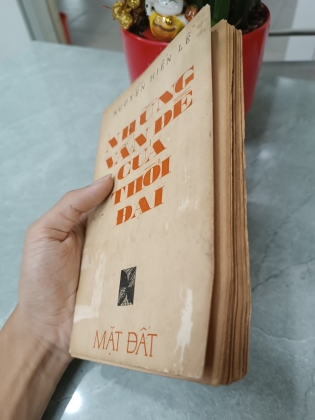 NGUYỄN HIẾN LÊ
NHỮNG
VẤN ĐỀ
CỦA
THỜI
ĐẠI
MẶT ĐẤT